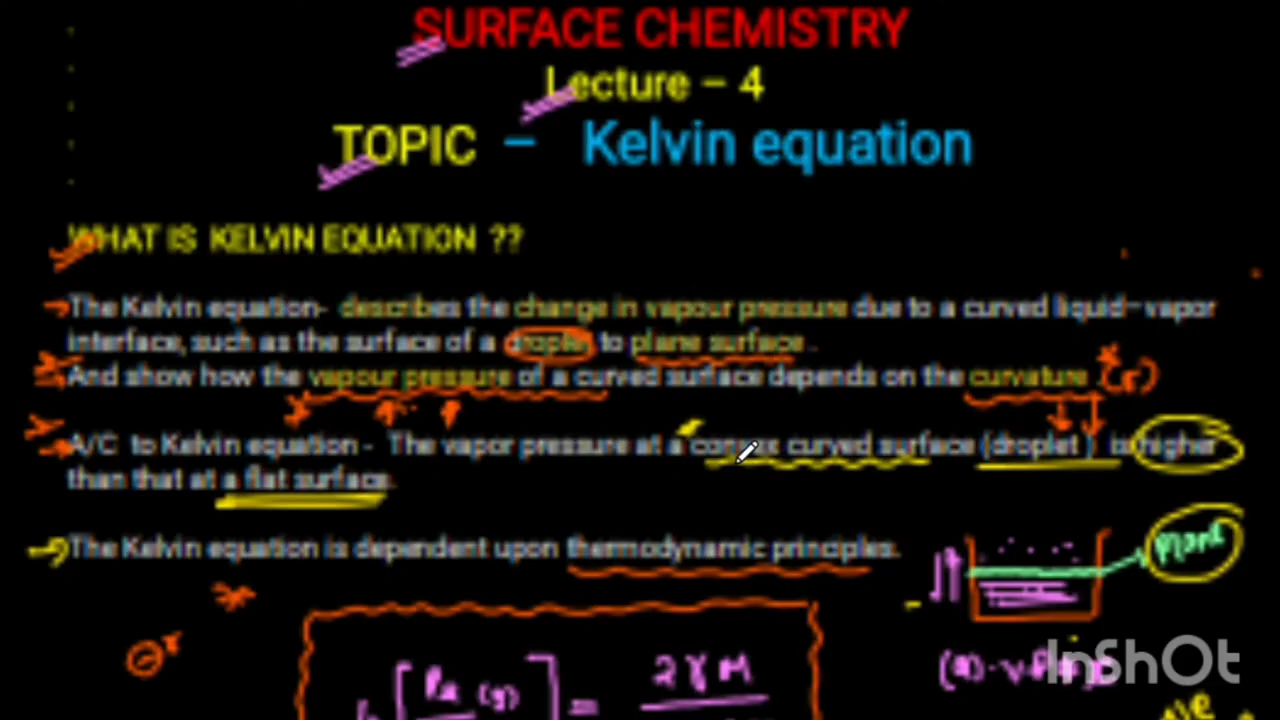 SURFACE CHEMISTRY
Lecture – 4
TOPIC – Kelvin equation
WHAT IS KELVIN EQUATION ??
The Kelvin equation- describes the change in vapour pressure due to a curved liquid–vapor
interface, such as the surface of a droplet to plane surface.
And show how the vapour pressure of a curved surface depends on the curvature. (r)
A/C to Kelvin equation - The vapor pressure at a convex curved surface (droplet ) is higher
than that at a flat surface.
The Kelvin equation is dependent upon thermodynamic principles.
= 2γM
InShOt